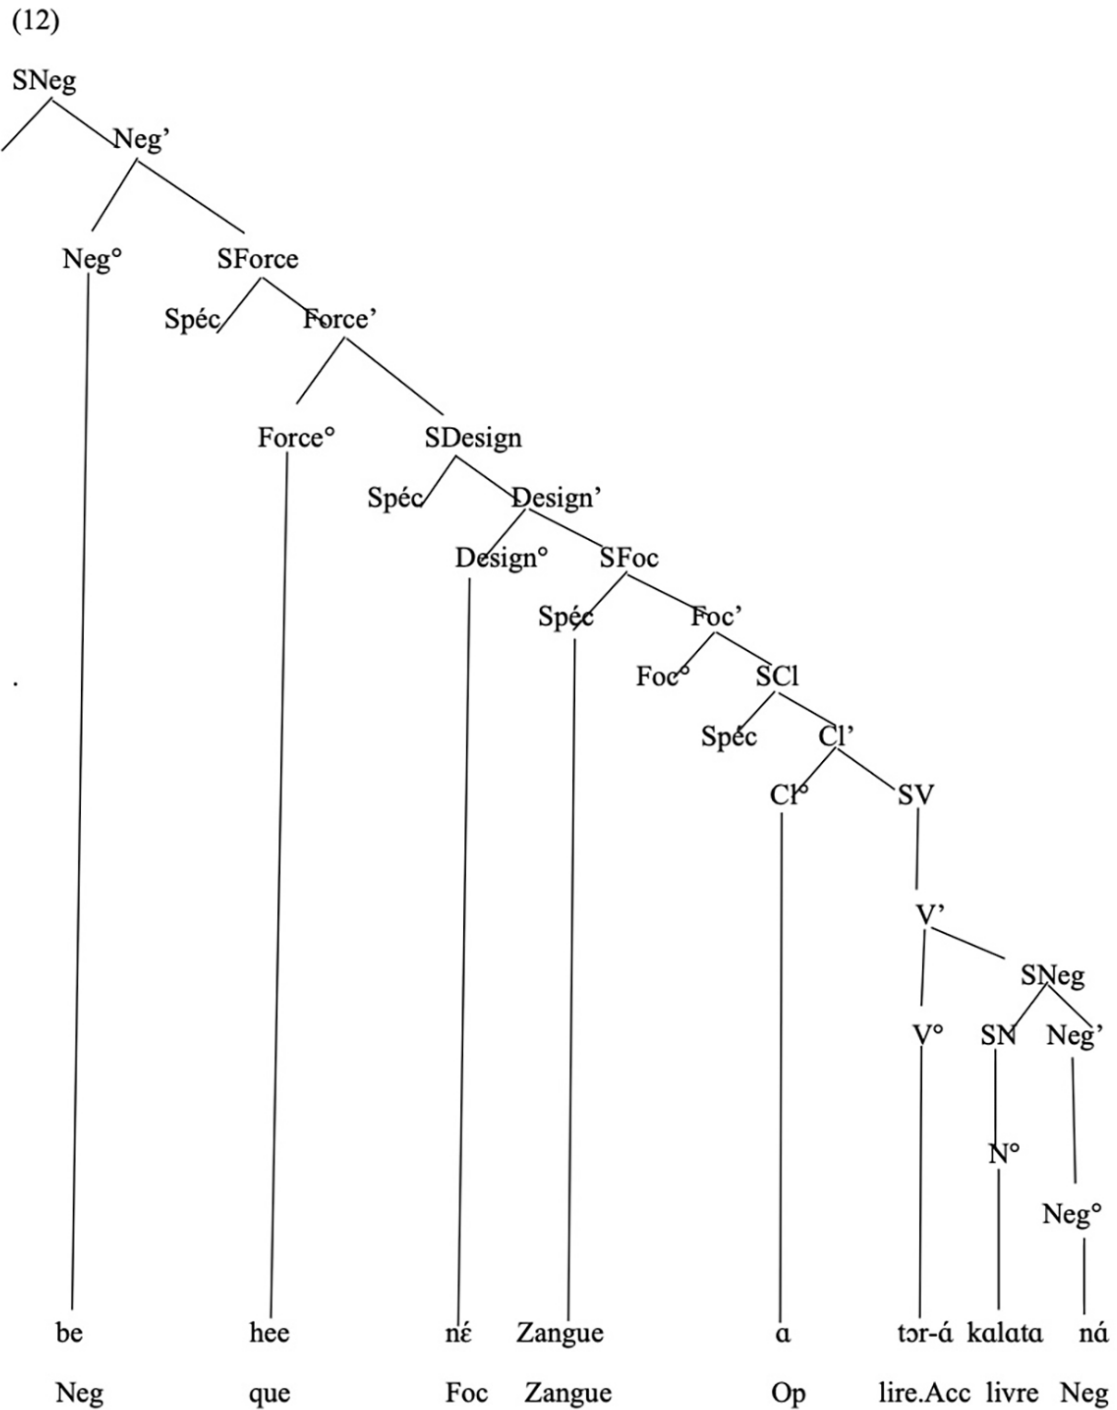 (12)
SNeg
Neg’
Neg° SForce
Spéc Force’
Force° SDesign
Spéc Design’
Design° SFoc
Spéc Foc’
Foc° SCl
Spéc Cl’
Cl° SV
V’
SNeg
V° SN Neg’
N°
Neg°
be hee nɛ́ Zangue ɑ tɔr-á kɑlɑtɑ ná
Neg que Foc Zangue Op lire.Acc livre Neg